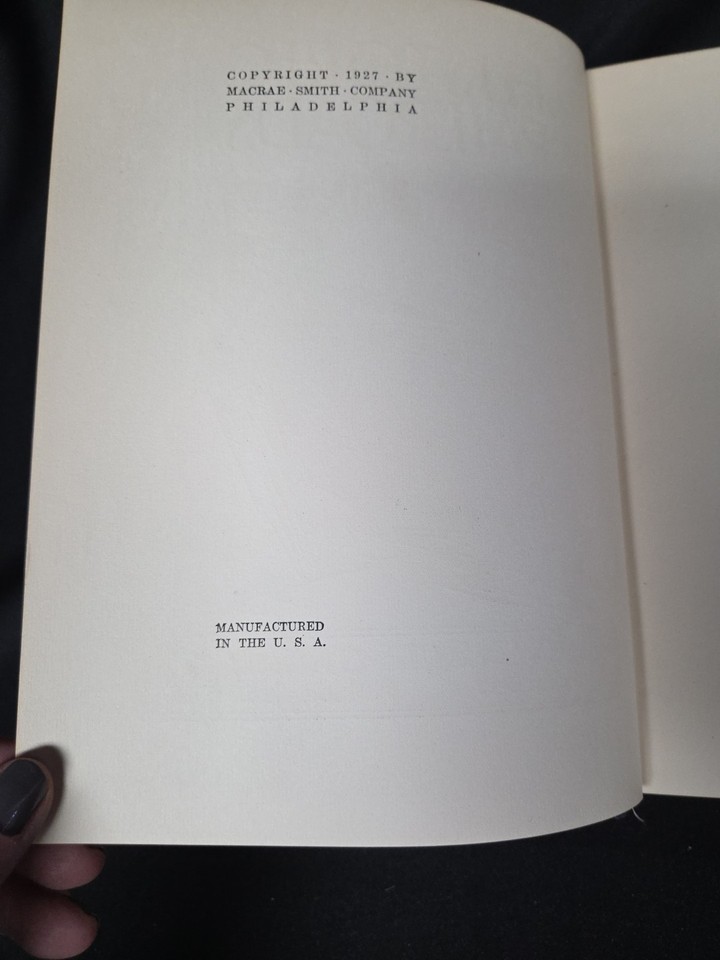 COPYRIGHT · 1927 · BY
MACRAE · SMITH · COMPANY
PHILADELPHIA
MANUFACTURED
IN THE U. S. A.